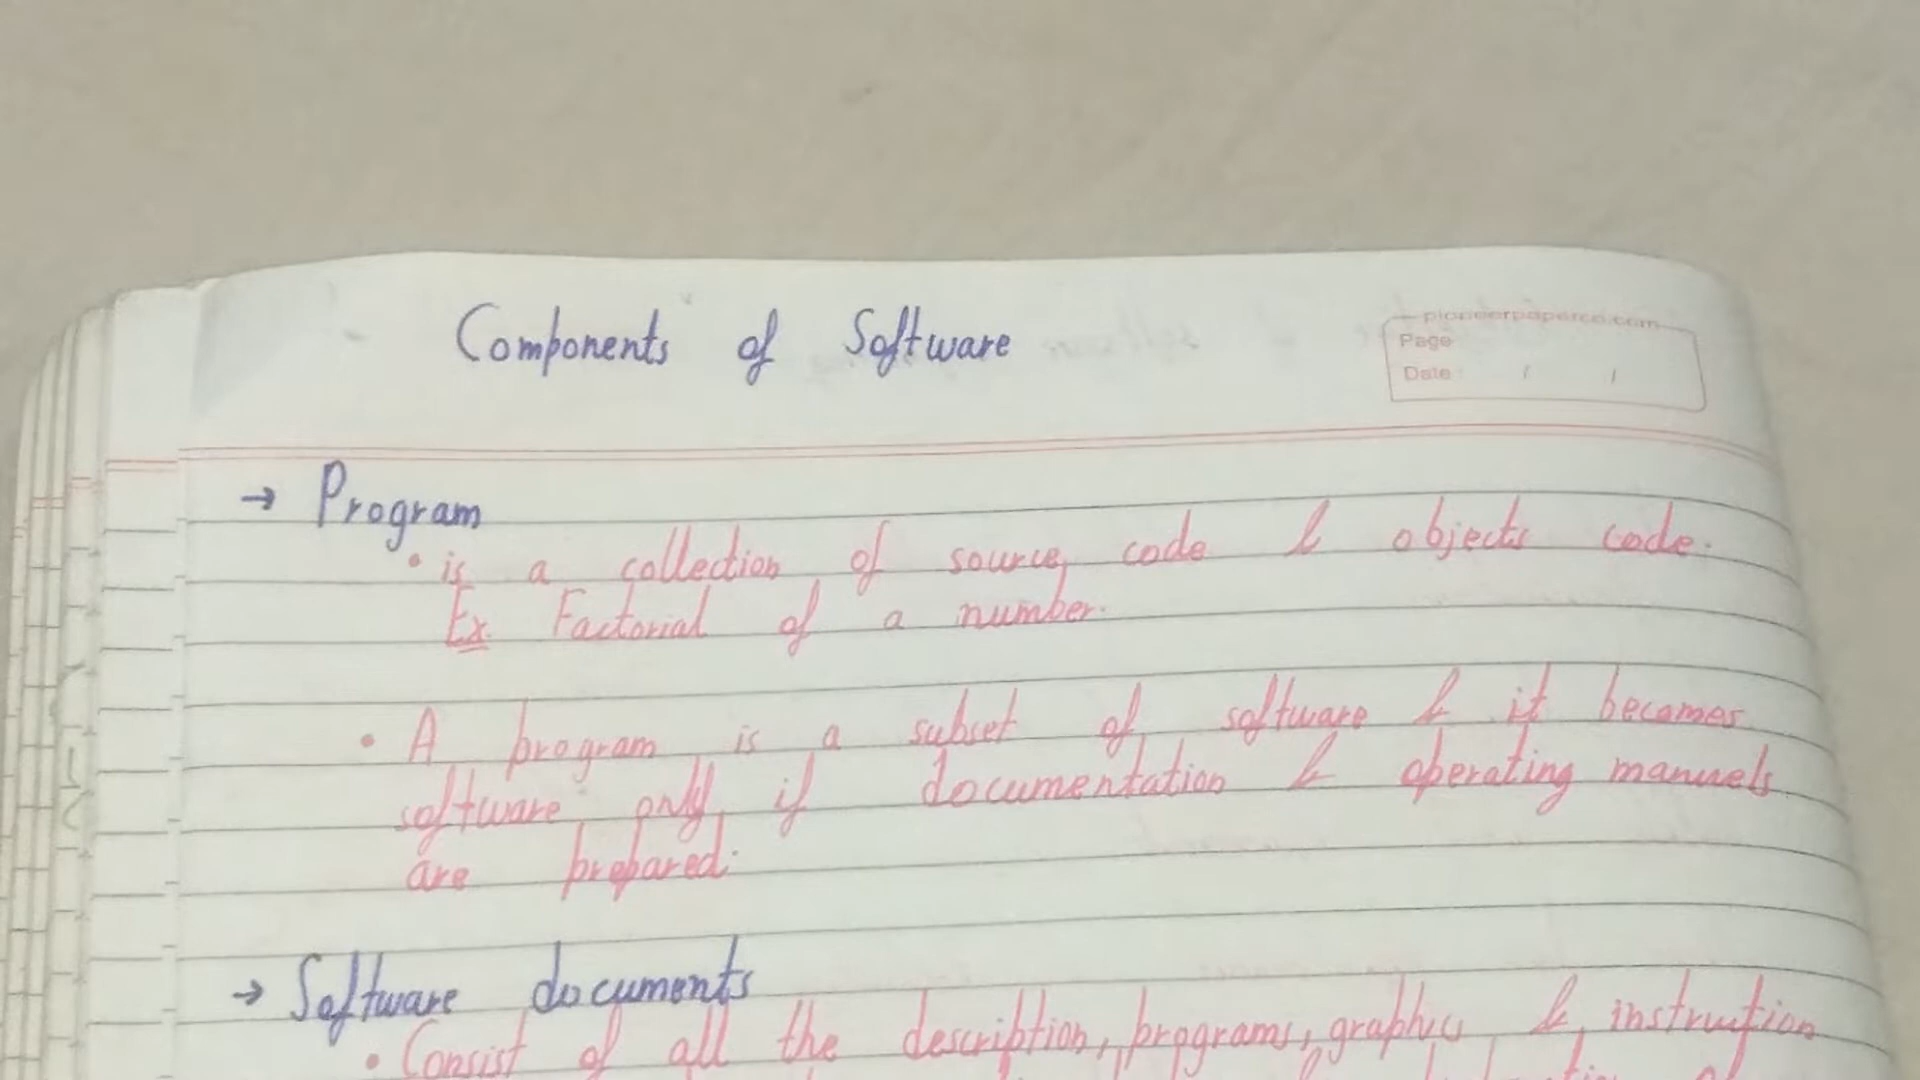 Components of Software
pioneerpaperco.com
Page
Date : / /
→ Program
• is a collection of source code & objects code.
Ex. Factorial of a number.
• A program is a subset of software & it becomes
software only if documentation & operating manuels
are prepared.
→ Software documents
• Consist of all the description, programs, graphics & instruction